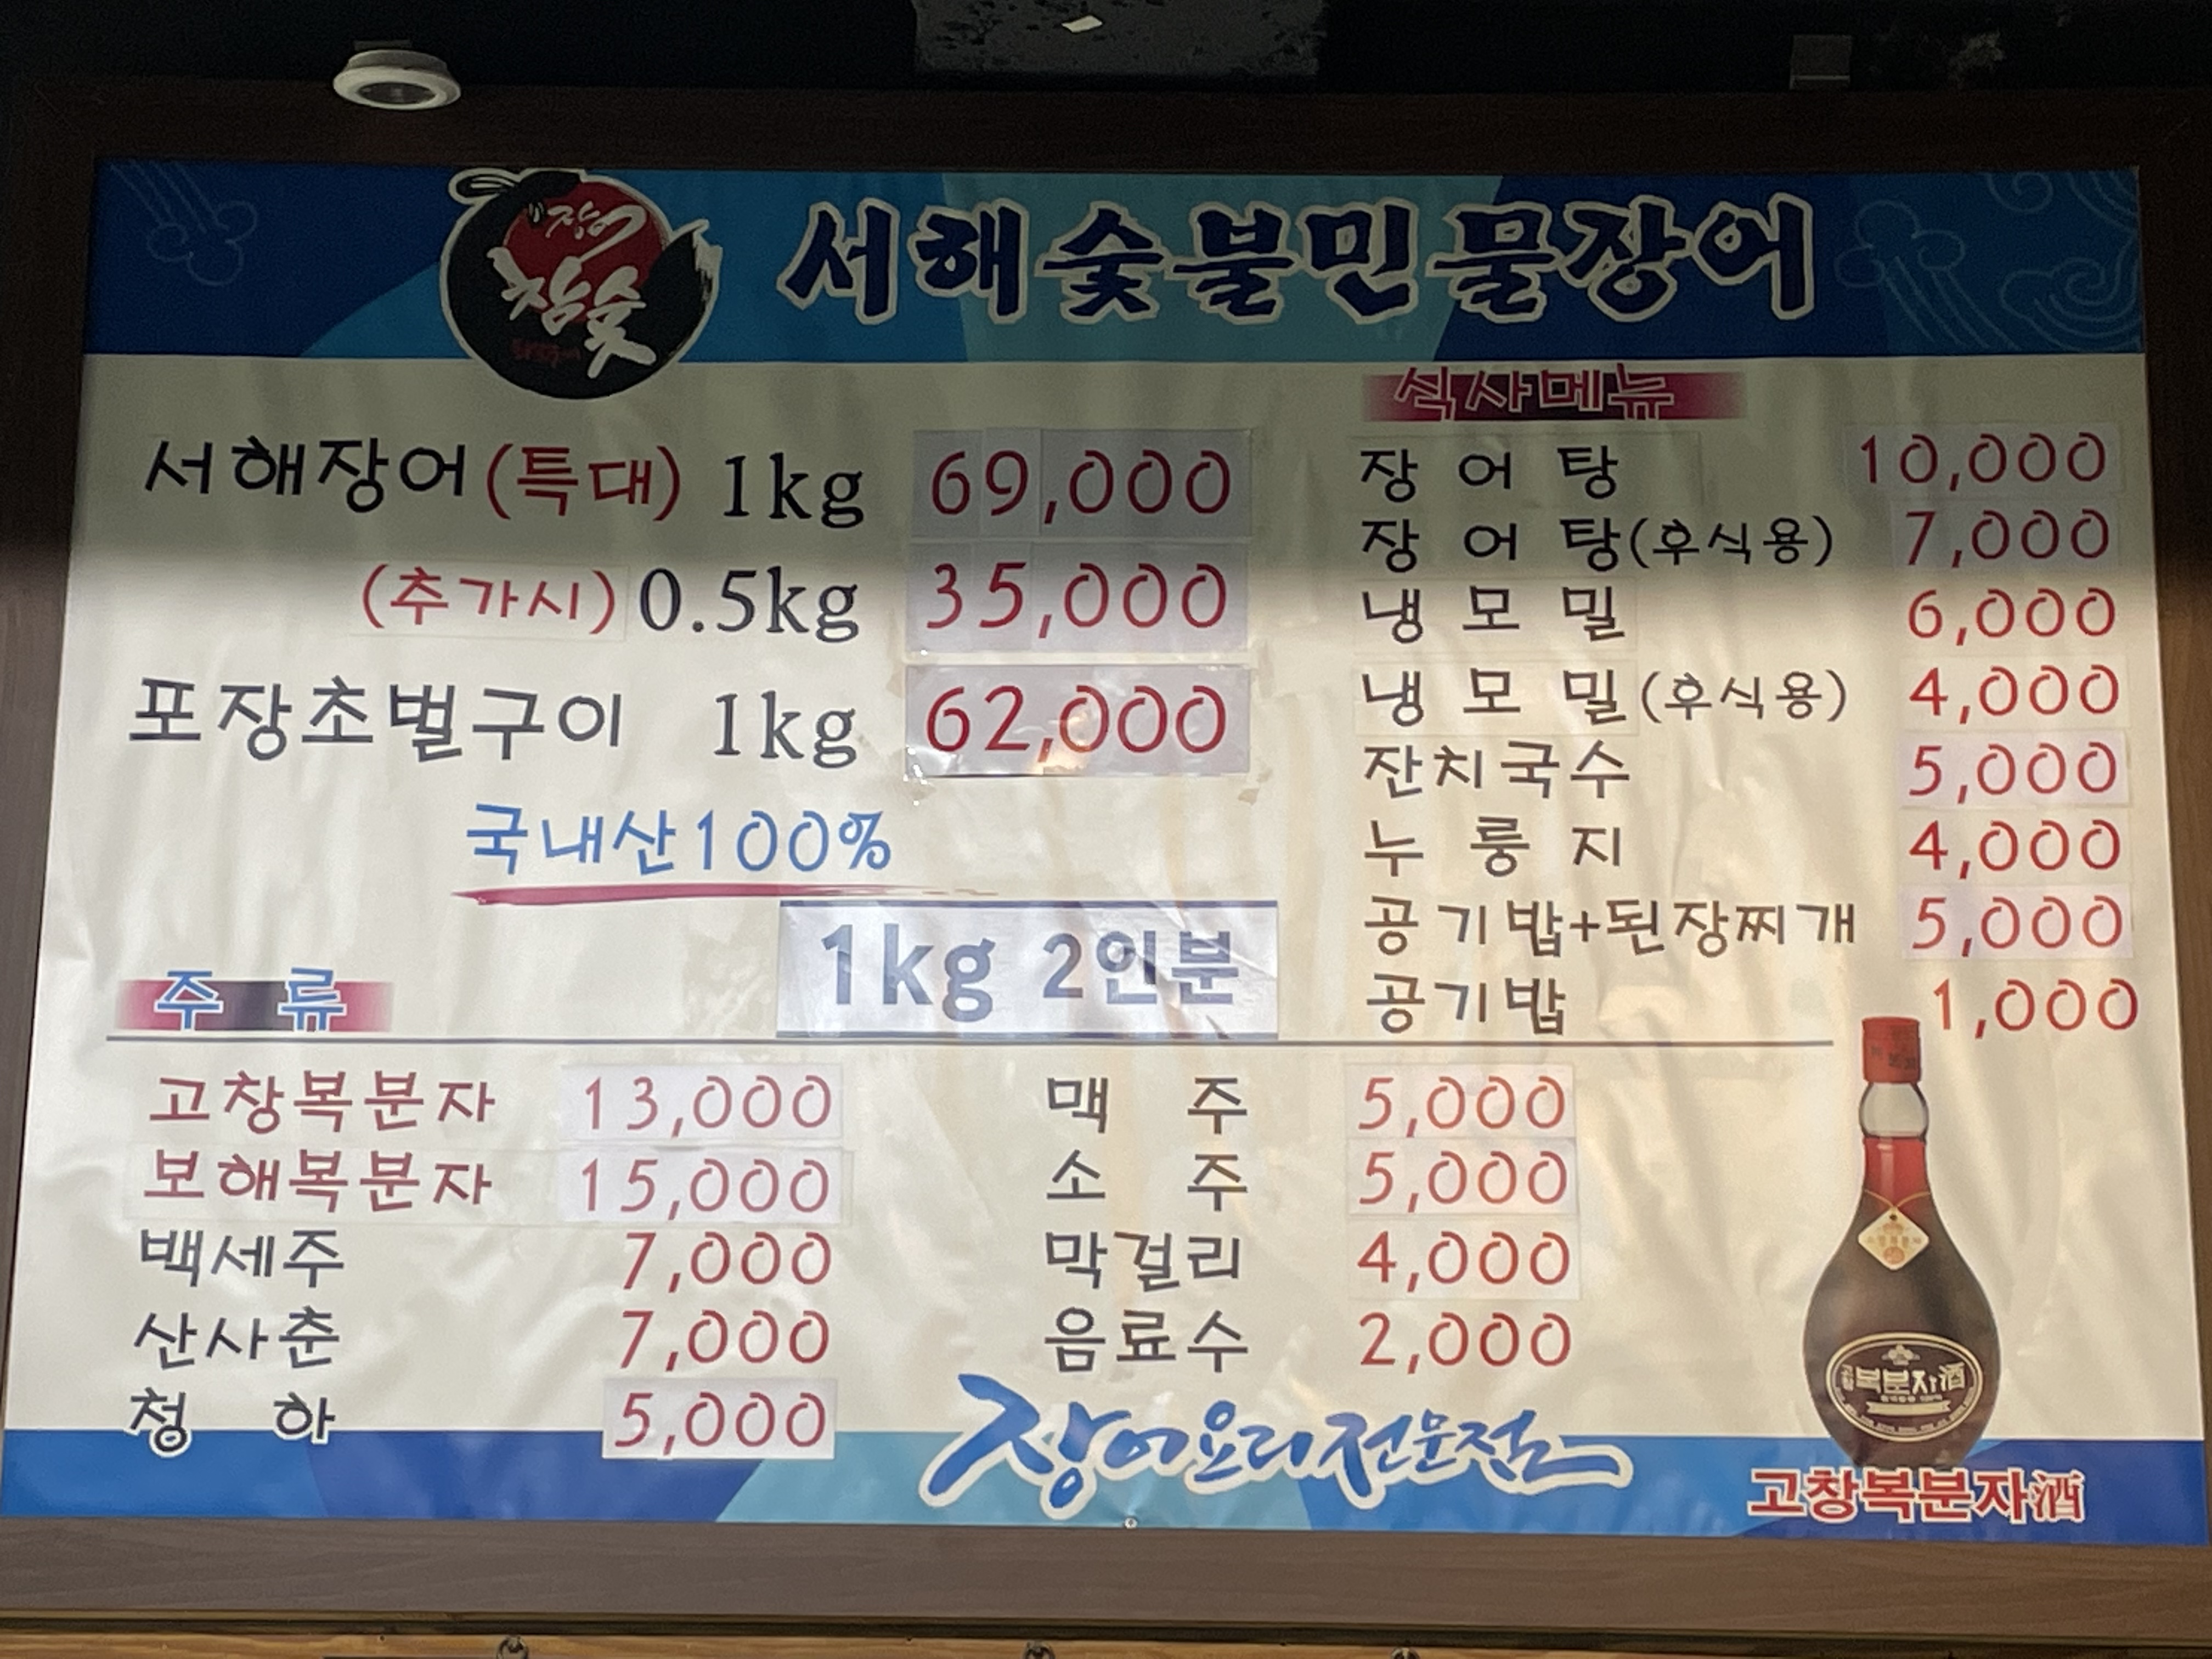 장어
참숯
서해숯불민물장어
서해장어(특대) 1kg 69,000
(추가시) 0.5kg 35,000
포장초벌구이 1kg 62,000
국내산100%
1kg 2인분
식사메뉴
장어탕 10,000
장어탕(후식용) 7,000
냉모밀 6,000
냉모밀(후식용) 4,000
잔치국수 5,000
누룽지 4,000
공기밥+된장찌개 5,000
공기밥 1,000
주류
고창복분자 13,000
보해복분자 15,000
백세주 7,000
산사춘 7,000
청하 5,000
맥주 5,000
소주 5,000
막걸리 4,000
음료수 2,000
장어요리전문점
복분자酒
고창복분자酒